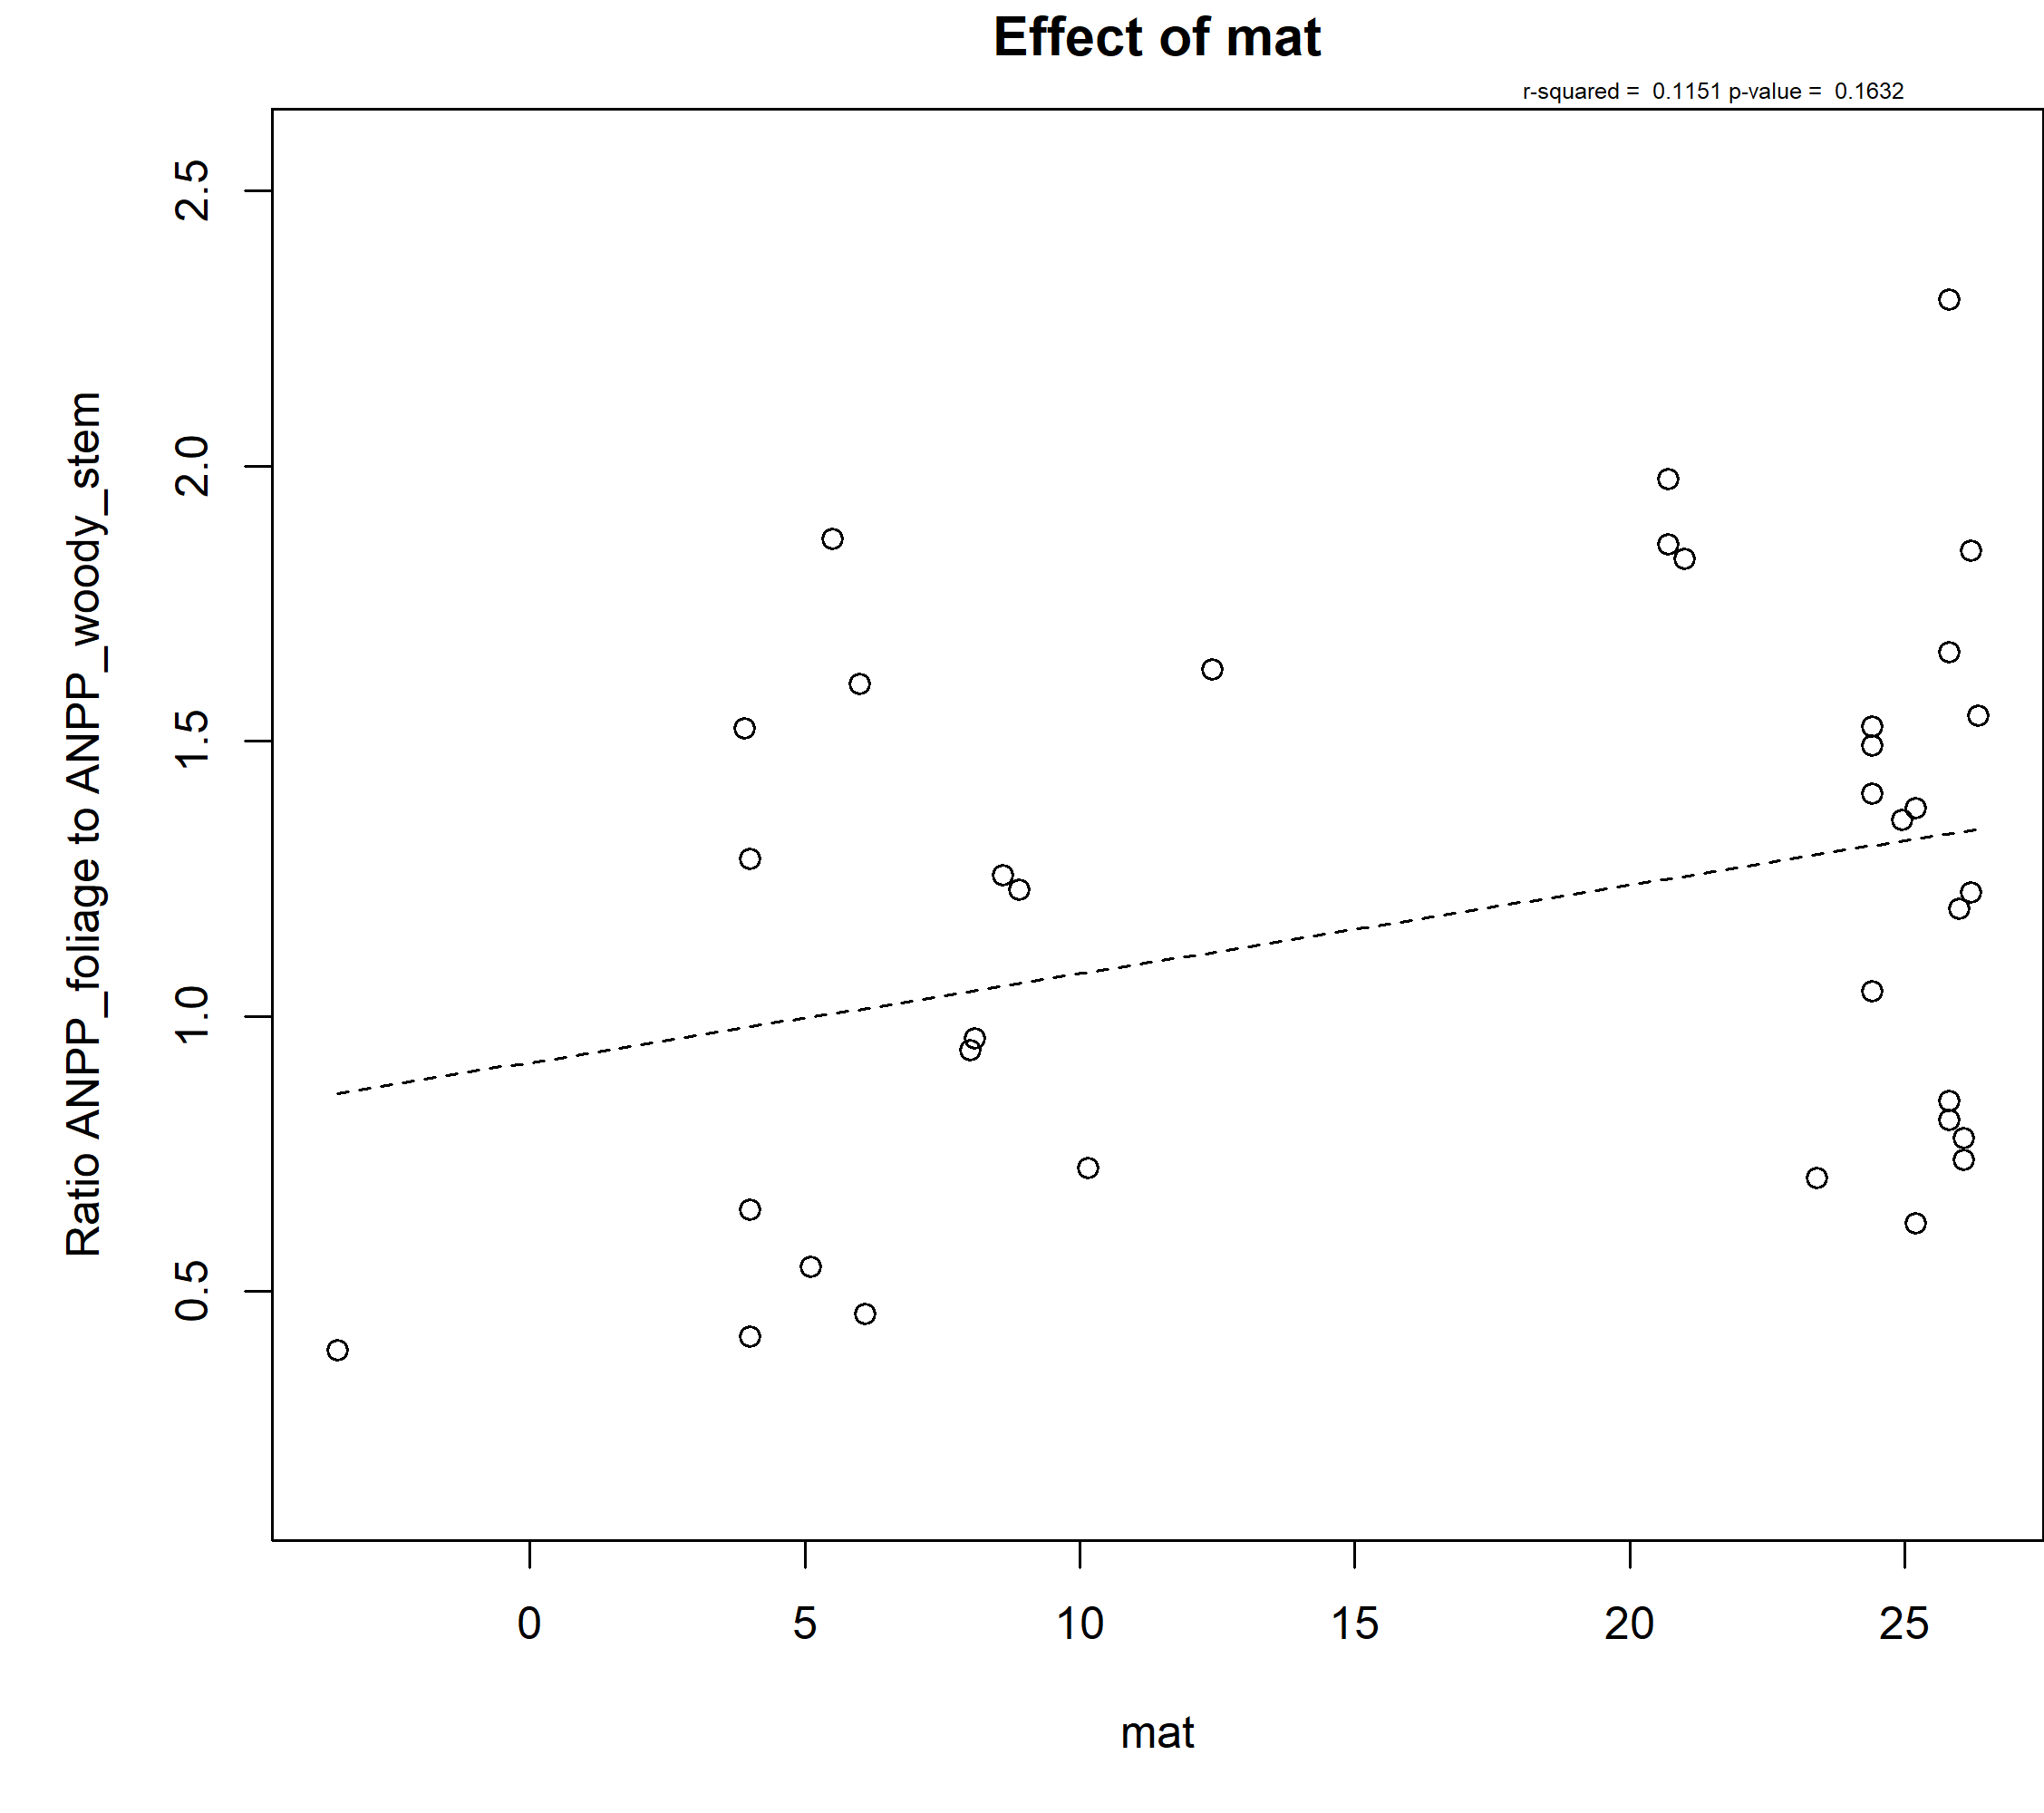 Effect of mat
r-squared = 0.1151 p-value = 0.1632
Ratio ANPP_foliage to ANPP_woody_stem
2.5
2.0
1.5
1.0
0.5
0 5 10 15 20 25
mat